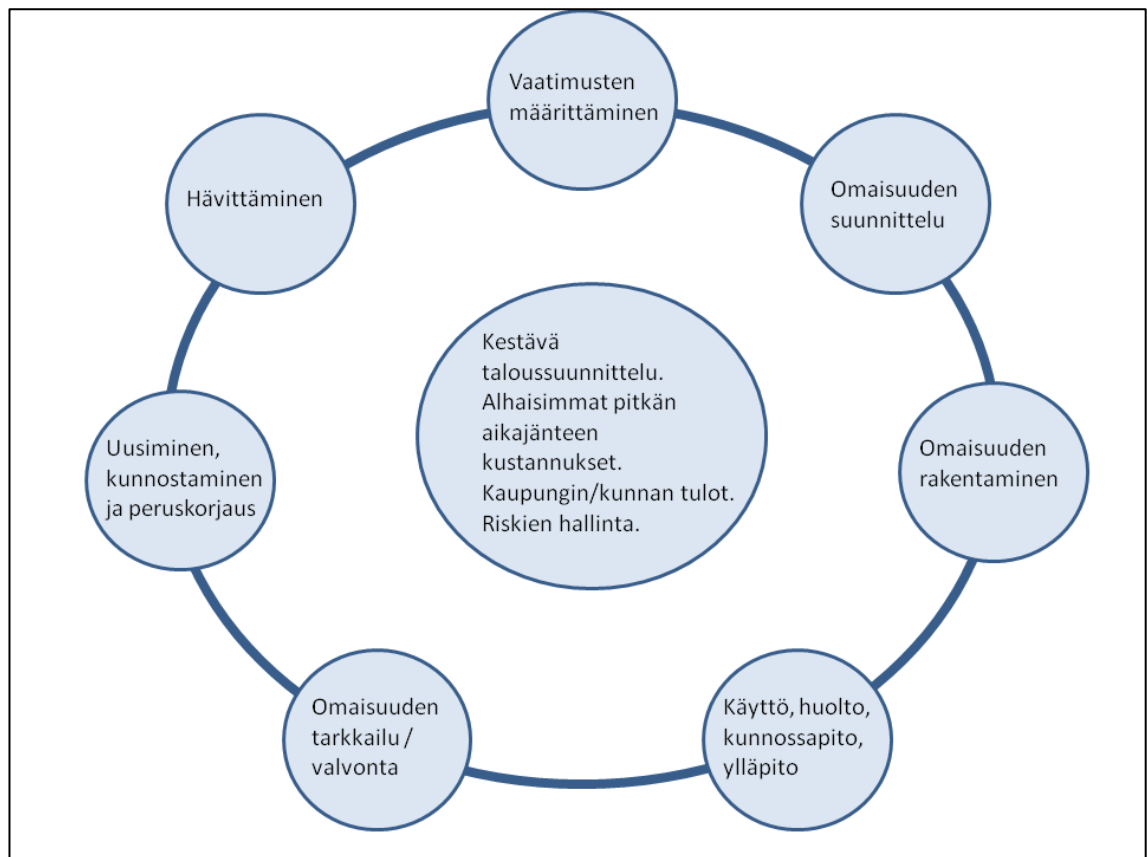 Vaatimusten
määrittäminen
Omaisuuden
suunnittelu
Omaisuuden
rakentaminen
Käyttö, huolto,
kunnossapito,
ylläpito
Omaisuuden
tarkkailu /
valvonta
Uusiminen,
kunnostaminen
ja peruskorjaus
Hävittäminen
Kestävä
taloussuunnittelu.
Alhaisimmat pitkän
aikajänteen
kustannukset.
Kaupungin/kunnan tulot.
Riskien hallinta.